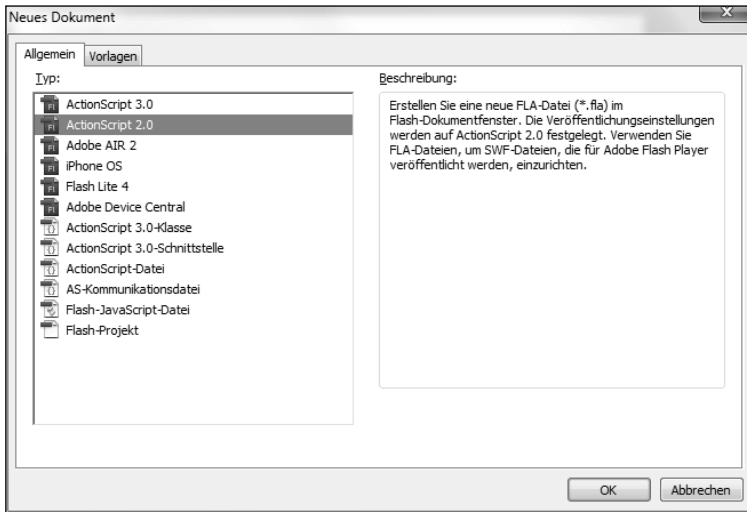 Neues Dokument
Allgemein
Vorlagen
Typ:
ActionScript 3.0
ActionScript 2.0
Adobe AIR 2
iPhone OS
Flash Lite 4
Adobe Device Central
ActionScript 3.0-Klasse
ActionScript 3.0-Schnittstelle
ActionScript-Datei
AS-Kommunikationsdatei
Flash-JavaScript-Datei
Flash-Projekt
Beschreibung:
Erstellen Sie eine neue FLA-Datei (*.fla) im
Flash-Dokumentfenster. Die Veröffentlichungseinstellungen
werden auf ActionScript 2.0 festgelegt. Verwenden Sie
FLA-Dateien, um SWF-Dateien, die für Adobe Flash Player
veröffentlicht werden, einzurichten.
OK
Abbrechen